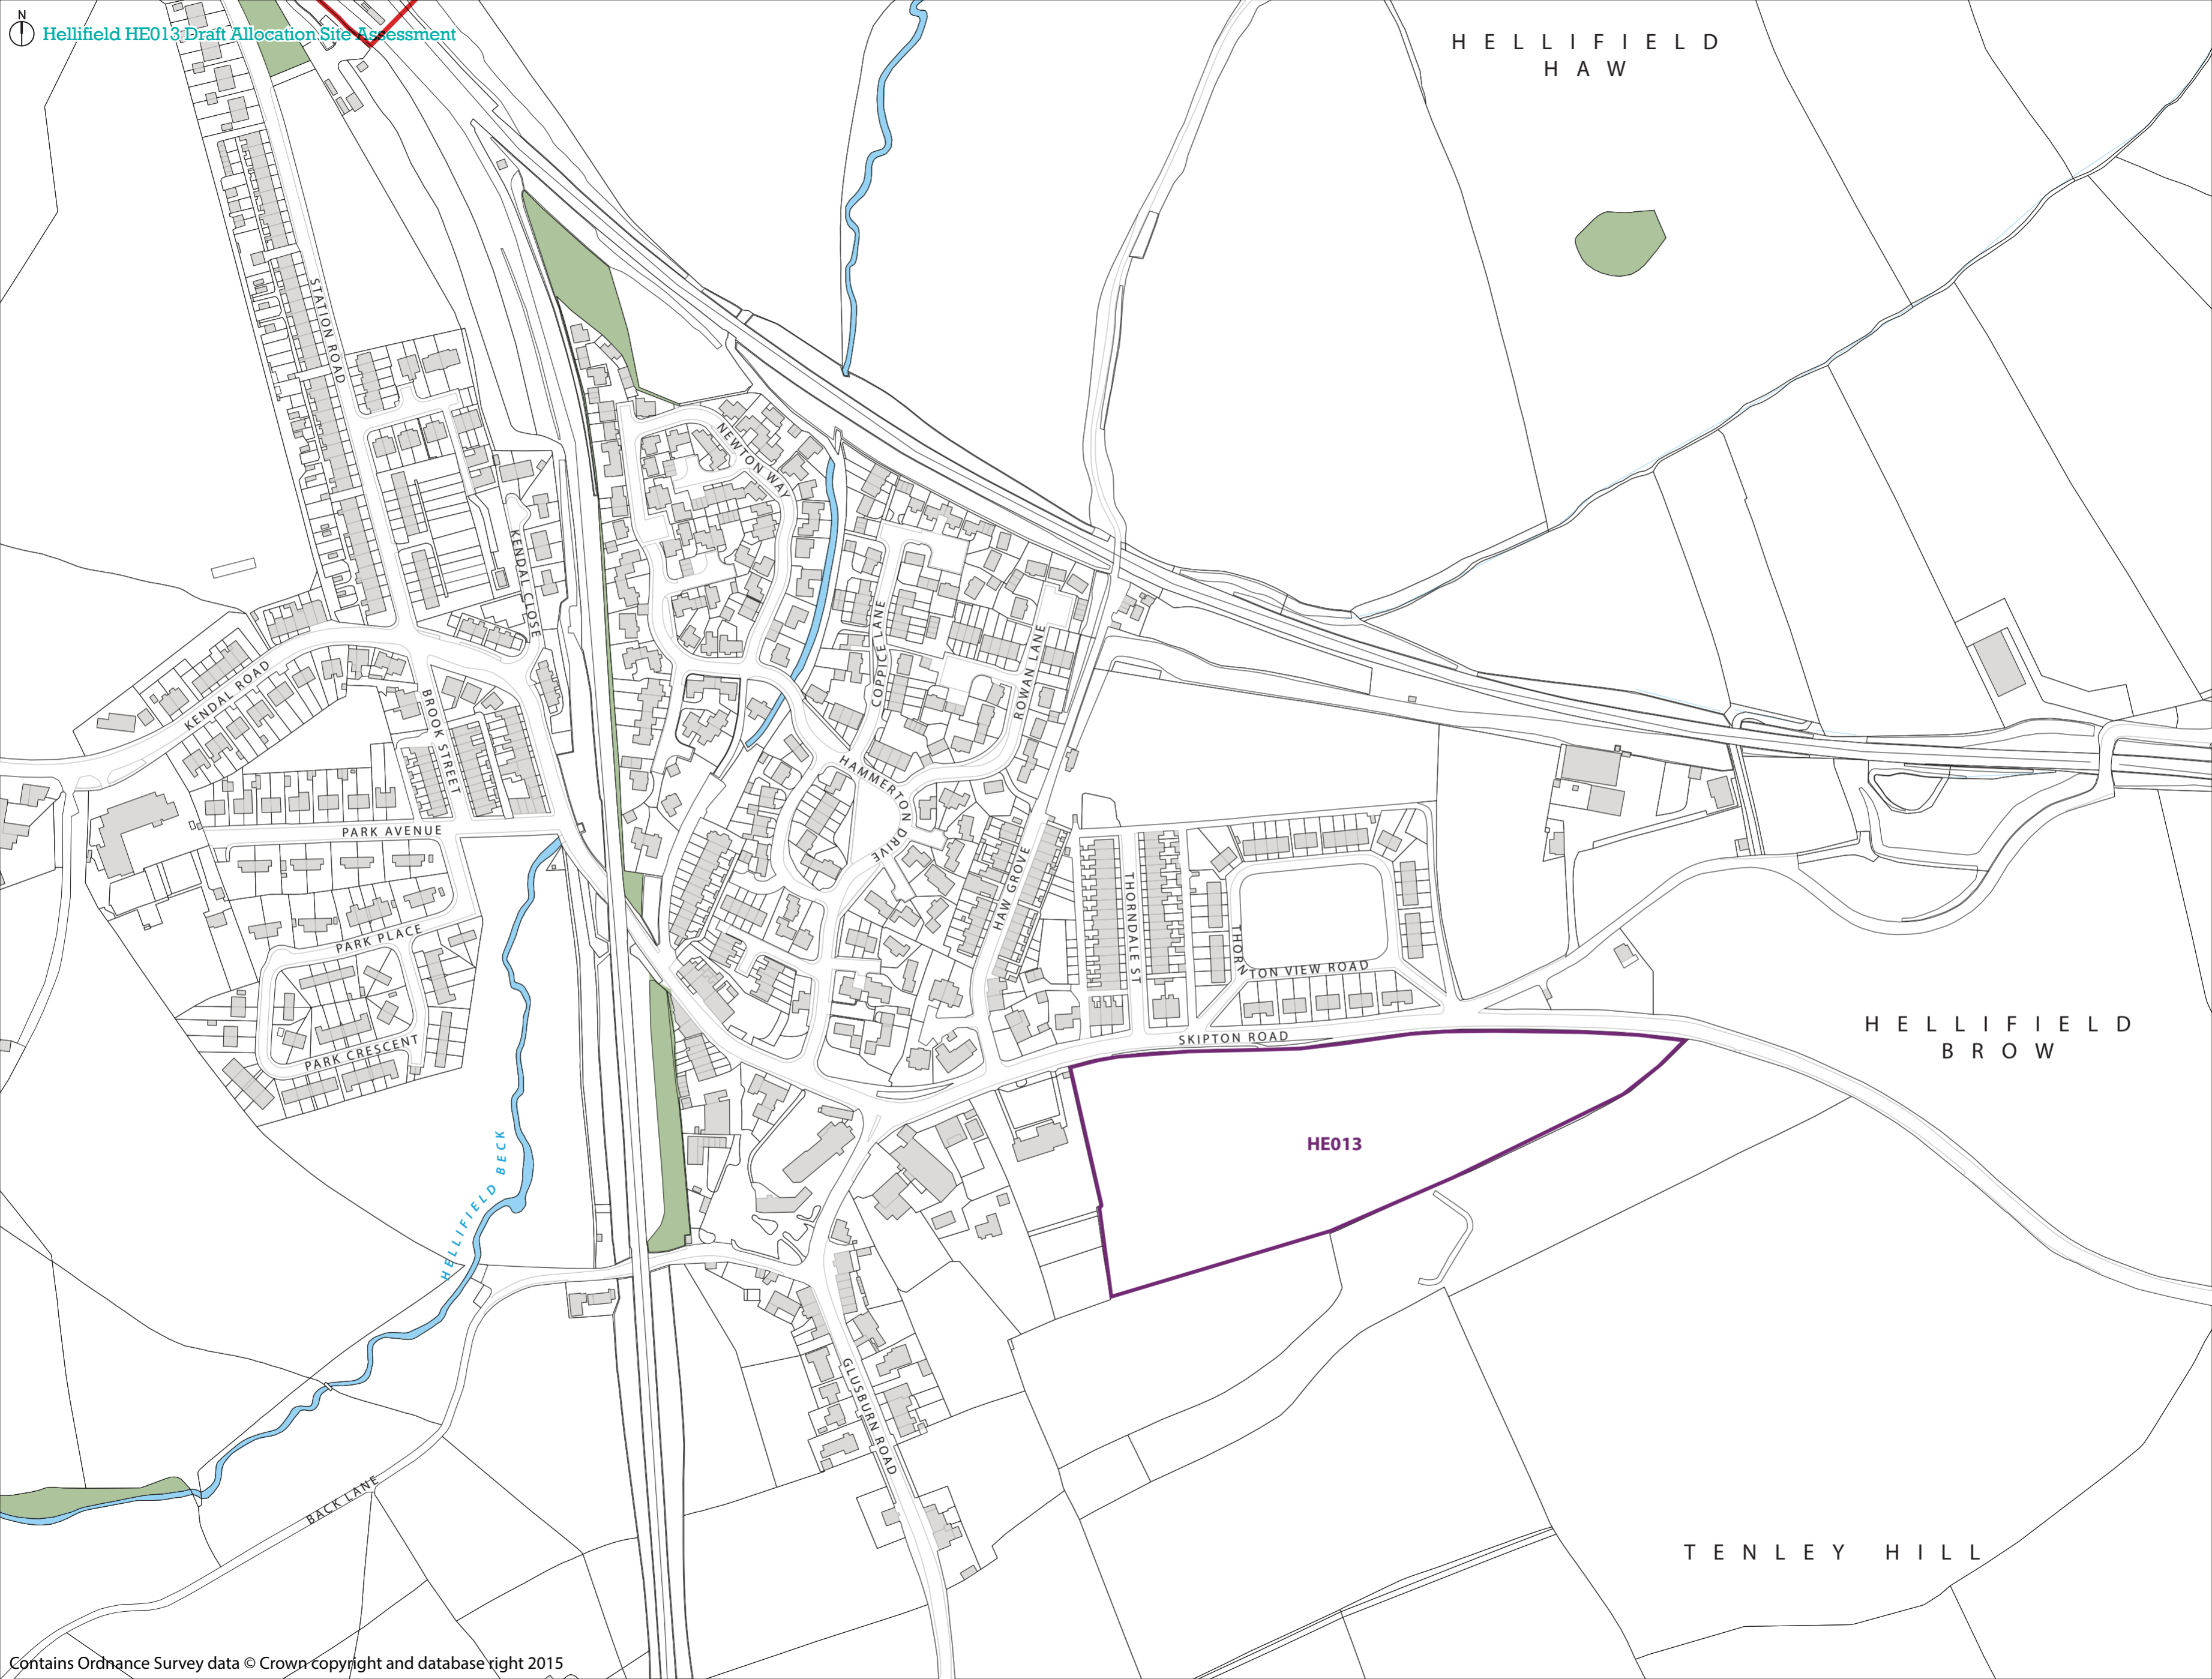 N
Hellifield HE013 Draft Allocation Site Assessment
HELLIFIELD
HAW
STATION ROAD
NEWTON WAY
KENDAL CLOSE
COPPICE LANE
ROWAN LANE
KENDAL ROAD
BROOK STREET
HAMMERTON DRIVE
PARK AVENUE
HAW GROVE
THORNDALE ST
THORNTON VIEW ROAD
PARK PLACE
SKIPTON ROAD
HELLIFIELD
BROW
PARK CRESCENT
HE013
HELLIFIELD BECK
GLUSBURN ROAD
BACK LANE
TENLEY HILL
Contains Ordnance Survey data © Crown copyright and database right 2015